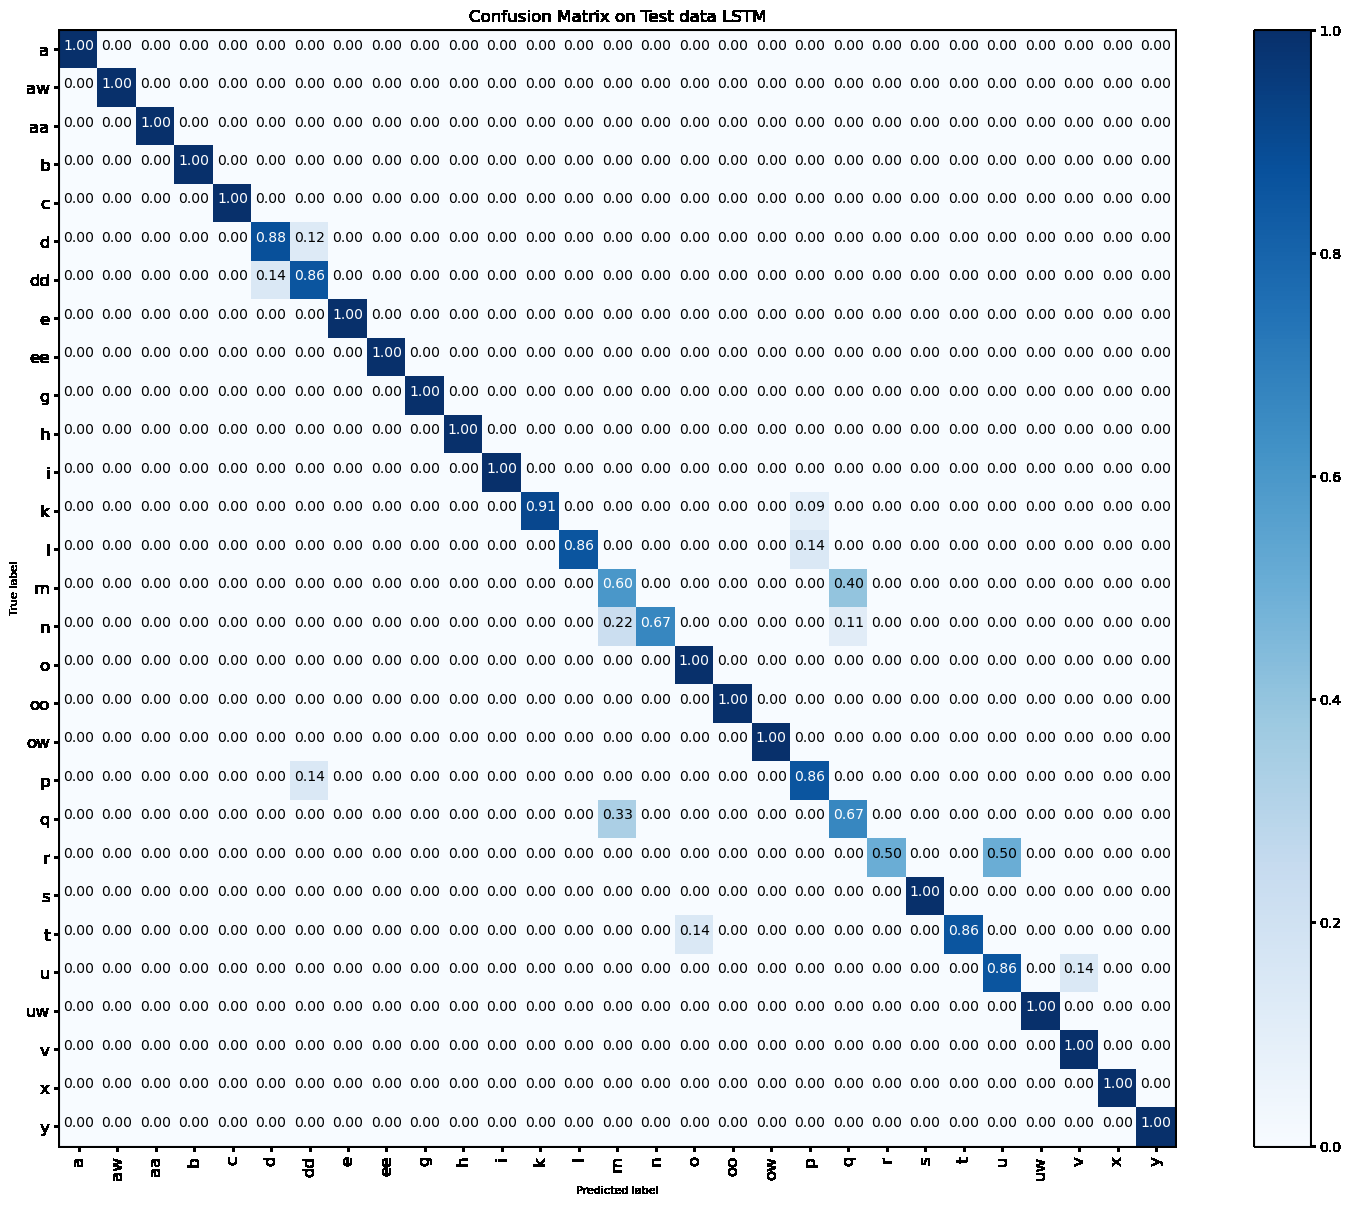 Confusion Matrix on Test data LSTM
a 1.00 0.00 0.00 0.00 0.00 0.00 0.00 0.00 0.00 0.00 0.00 0.00 0.00 0.00 0.00 0.00 0.00 0.00 0.00 0.00 0.00 0.00 0.00 0.00 0.00 0.00 0.00 0.00 0.00
aw 0.00 1.00 0.00 0.00 0.00 0.00 0.00 0.00 0.00 0.00 0.00 0.00 0.00 0.00 0.00 0.00 0.00 0.00 0.00 0.00 0.00 0.00 0.00 0.00 0.00 0.00 0.00 0.00 0.00
aa 0.00 0.00 1.00 0.00 0.00 0.00 0.00 0.00 0.00 0.00 0.00 0.00 0.00 0.00 0.00 0.00 0.00 0.00 0.00 0.00 0.00 0.00 0.00 0.00 0.00 0.00 0.00 0.00 0.00
b 0.00 0.00 0.00 1.00 0.00 0.00 0.00 0.00 0.00 0.00 0.00 0.00 0.00 0.00 0.00 0.00 0.00 0.00 0.00 0.00 0.00 0.00 0.00 0.00 0.00 0.00 0.00 0.00 0.00
c 0.00 0.00 0.00 0.00 1.00 0.00 0.00 0.00 0.00 0.00 0.00 0.00 0.00 0.00 0.00 0.00 0.00 0.00 0.00 0.00 0.00 0.00 0.00 0.00 0.00 0.00 0.00 0.00 0.00
d 0.00 0.00 0.00 0.00 0.00 0.88 0.12 0.00 0.00 0.00 0.00 0.00 0.00 0.00 0.00 0.00 0.00 0.00 0.00 0.00 0.00 0.00 0.00 0.00 0.00 0.00 0.00 0.00 0.00
dd 0.00 0.00 0.00 0.00 0.00 0.14 0.86 0.00 0.00 0.00 0.00 0.00 0.00 0.00 0.00 0.00 0.00 0.00 0.00 0.00 0.00 0.00 0.00 0.00 0.00 0.00 0.00 0.00 0.00
e 0.00 0.00 0.00 0.00 0.00 0.00 0.00 1.00 0.00 0.00 0.00 0.00 0.00 0.00 0.00 0.00 0.00 0.00 0.00 0.00 0.00 0.00 0.00 0.00 0.00 0.00 0.00 0.00 0.00
ee 0.00 0.00 0.00 0.00 0.00 0.00 0.00 0.00 1.00 0.00 0.00 0.00 0.00 0.00 0.00 0.00 0.00 0.00 0.00 0.00 0.00 0.00 0.00 0.00 0.00 0.00 0.00 0.00 0.00
g 0.00 0.00 0.00 0.00 0.00 0.00 0.00 0.00 0.00 1.00 0.00 0.00 0.00 0.00 0.00 0.00 0.00 0.00 0.00 0.00 0.00 0.00 0.00 0.00 0.00 0.00 0.00 0.00 0.00
h 0.00 0.00 0.00 0.00 0.00 0.00 0.00 0.00 0.00 0.00 1.00 0.00 0.00 0.00 0.00 0.00 0.00 0.00 0.00 0.00 0.00 0.00 0.00 0.00 0.00 0.00 0.00 0.00 0.00
i 0.00 0.00 0.00 0.00 0.00 0.00 0.00 0.00 0.00 0.00 0.00 1.00 0.00 0.00 0.00 0.00 0.00 0.00 0.00 0.00 0.00 0.00 0.00 0.00 0.00 0.00 0.00 0.00 0.00
k 0.00 0.00 0.00 0.00 0.00 0.00 0.00 0.00 0.00 0.00 0.00 0.00 0.91 0.00 0.00 0.00 0.00 0.00 0.00 0.09 0.00 0.00 0.00 0.00 0.00 0.00 0.00 0.00 0.00
l 0.00 0.00 0.00 0.00 0.00 0.00 0.00 0.00 0.00 0.00 0.00 0.00 0.00 0.86 0.00 0.00 0.00 0.00 0.00 0.14 0.00 0.00 0.00 0.00 0.00 0.00 0.00 0.00 0.00
m 0.00 0.00 0.00 0.00 0.00 0.00 0.00 0.00 0.00 0.00 0.00 0.00 0.00 0.00 0.60 0.00 0.00 0.00 0.00 0.00 0.40 0.00 0.00 0.00 0.00 0.00 0.00 0.00 0.00
n 0.00 0.00 0.00 0.00 0.00 0.00 0.00 0.00 0.00 0.00 0.00 0.00 0.00 0.00 0.22 0.67 0.00 0.00 0.00 0.00 0.11 0.00 0.00 0.00 0.00 0.00 0.00 0.00 0.00
o 0.00 0.00 0.00 0.00 0.00 0.00 0.00 0.00 0.00 0.00 0.00 0.00 0.00 0.00 0.00 0.00 1.00 0.00 0.00 0.00 0.00 0.00 0.00 0.00 0.00 0.00 0.00 0.00 0.00
oo 0.00 0.00 0.00 0.00 0.00 0.00 0.00 0.00 0.00 0.00 0.00 0.00 0.00 0.00 0.00 0.00 0.00 1.00 0.00 0.00 0.00 0.00 0.00 0.00 0.00 0.00 0.00 0.00 0.00
ow 0.00 0.00 0.00 0.00 0.00 0.00 0.00 0.00 0.00 0.00 0.00 0.00 0.00 0.00 0.00 0.00 0.00 0.00 1.00 0.00 0.00 0.00 0.00 0.00 0.00 0.00 0.00 0.00 0.00
p 0.00 0.00 0.00 0.00 0.00 0.00 0.14 0.00 0.00 0.00 0.00 0.00 0.00 0.00 0.00 0.00 0.00 0.00 0.00 0.86 0.00 0.00 0.00 0.00 0.00 0.00 0.00 0.00 0.00
q 0.00 0.00 0.00 0.00 0.00 0.00 0.00 0.00 0.00 0.00 0.00 0.00 0.00 0.00 0.33 0.00 0.00 0.00 0.00 0.00 0.67 0.00 0.00 0.00 0.00 0.00 0.00 0.00 0.00
r 0.00 0.00 0.00 0.00 0.00 0.00 0.00 0.00 0.00 0.00 0.00 0.00 0.00 0.00 0.00 0.00 0.00 0.00 0.00 0.00 0.00 0.50 0.00 0.00 0.50 0.00 0.00 0.00 0.00
s 0.00 0.00 0.00 0.00 0.00 0.00 0.00 0.00 0.00 0.00 0.00 0.00 0.00 0.00 0.00 0.00 0.00 0.00 0.00 0.00 0.00 0.00 1.00 0.00 0.00 0.00 0.00 0.00 0.00
t 0.00 0.00 0.00 0.00 0.00 0.00 0.00 0.00 0.00 0.00 0.00 0.00 0.00 0.00 0.00 0.00 0.14 0.00 0.00 0.00 0.00 0.00 0.00 0.86 0.00 0.00 0.00 0.00 0.00
u 0.00 0.00 0.00 0.00 0.00 0.00 0.00 0.00 0.00 0.00 0.00 0.00 0.00 0.00 0.00 0.00 0.00 0.00 0.00 0.00 0.00 0.00 0.00 0.00 0.86 0.00 0.14 0.00 0.00
uw 0.00 0.00 0.00 0.00 0.00 0.00 0.00 0.00 0.00 0.00 0.00 0.00 0.00 0.00 0.00 0.00 0.00 0.00 0.00 0.00 0.00 0.00 0.00 0.00 0.00 1.00 0.00 0.00 0.00
v 0.00 0.00 0.00 0.00 0.00 0.00 0.00 0.00 0.00 0.00 0.00 0.00 0.00 0.00 0.00 0.00 0.00 0.00 0.00 0.00 0.00 0.00 0.00 0.00 0.00 0.00 1.00 0.00 0.00
x 0.00 0.00 0.00 0.00 0.00 0.00 0.00 0.00 0.00 0.00 0.00 0.00 0.00 0.00 0.00 0.00 0.00 0.00 0.00 0.00 0.00 0.00 0.00 0.00 0.00 0.00 0.00 1.00 0.00
y 0.00 0.00 0.00 0.00 0.00 0.00 0.00 0.00 0.00 0.00 0.00 0.00 0.00 0.00 0.00 0.00 0.00 0.00 0.00 0.00 0.00 0.00 0.00 0.00 0.00 0.00 0.00 0.00 1.00
a aw aa b c d dd e ee g h i k l m n o oo ow p q r s t u uw v x y
Predicted label
True label
1.0
0.8
0.6
0.4
0.2
0.0